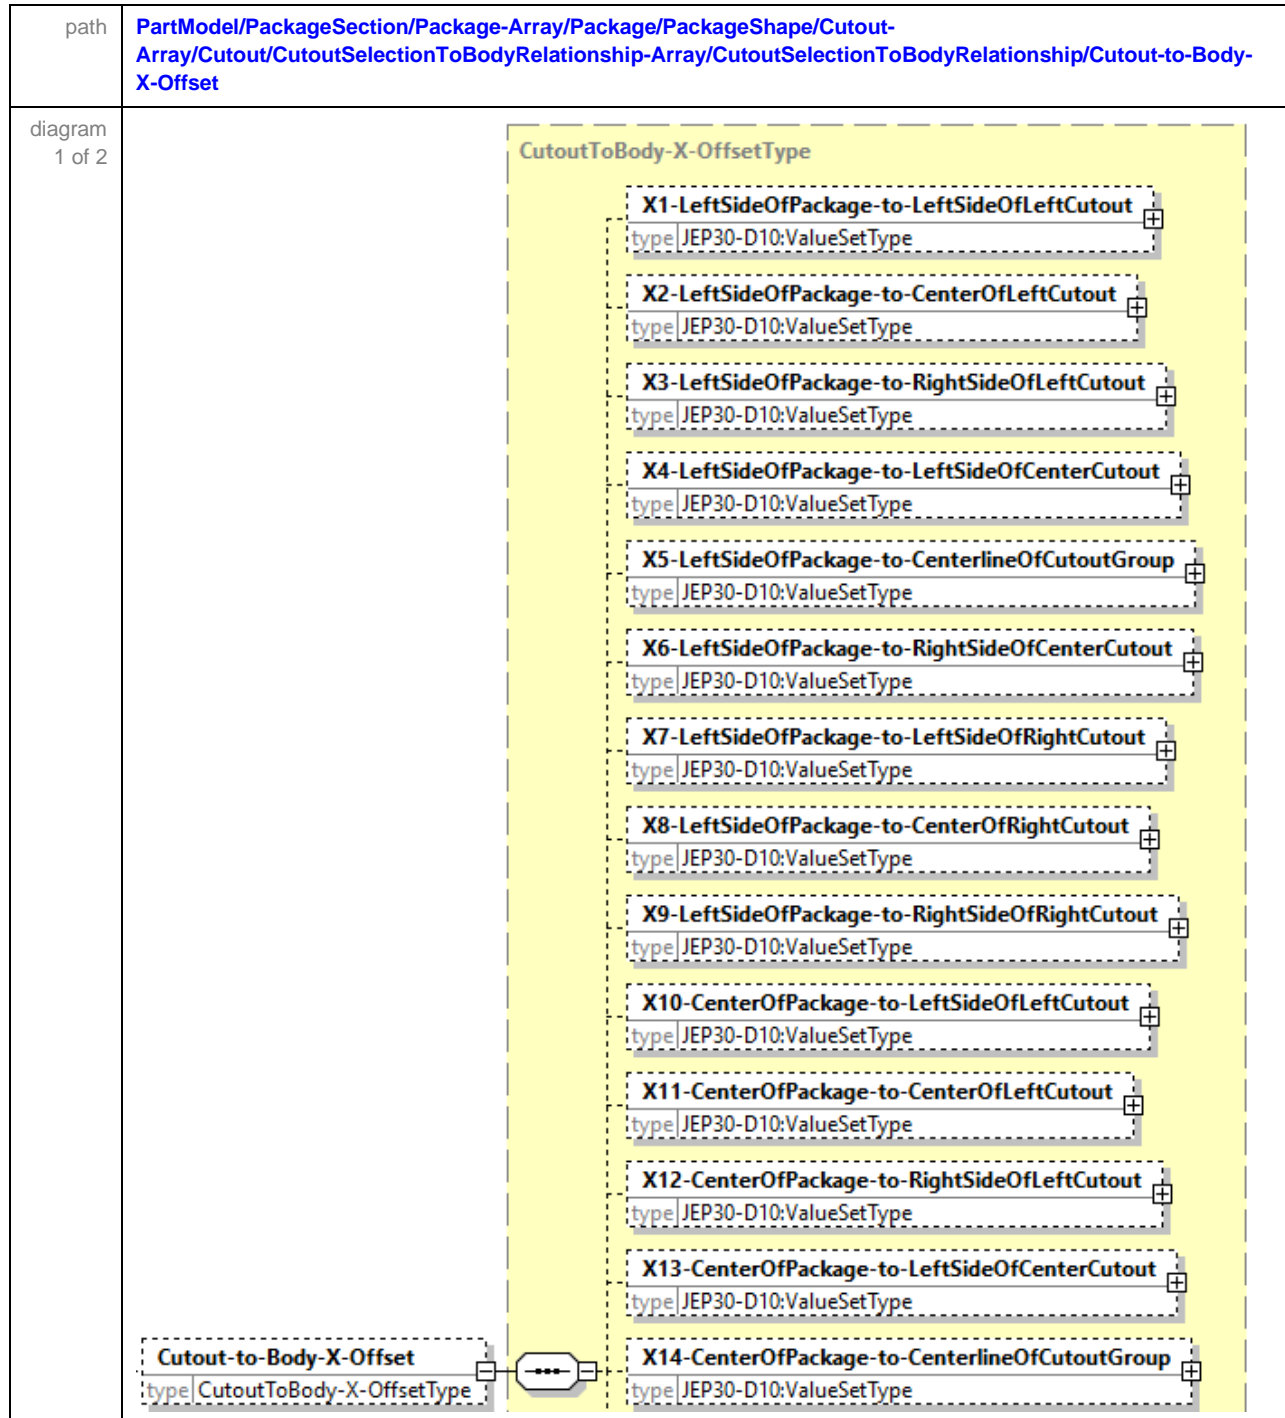 path
PartModel/PackageSection/Package-Array/Package/PackageShape/Cutout-
Array/Cutout/CutoutSelectionToBodyRelationship-Array/CutoutSelectionToBodyRelationship/Cutout-to-Body-
X-Offset
diagram
1 of 2
CutoutToBody-X-OffsetType
X1-LeftSideOfPackage-to-LeftSideOfLeftCutout
type JEP30-D10:ValueSetType
X2-LeftSideOfPackage-to-CenterOfLeftCutout
type JEP30-D10:ValueSetType
X3-LeftSideOfPackage-to-RightSideOfLeftCutout
type JEP30-D10:ValueSetType
X4-LeftSideOfPackage-to-LeftSideOfCenterCutout
type JEP30-D10:ValueSetType
X5-LeftSideOfPackage-to-CenterlineOfCutoutGroup
type JEP30-D10:ValueSetType
X6-LeftSideOfPackage-to-RightSideOfCenterCutout
type JEP30-D10:ValueSetType
X7-LeftSideOfPackage-to-LeftSideOfRightCutout
type JEP30-D10:ValueSetType
X8-LeftSideOfPackage-to-CenterOfRightCutout
type JEP30-D10:ValueSetType
X9-LeftSideOfPackage-to-RightSideOfRightCutout
type JEP30-D10:ValueSetType
X10-CenterOfPackage-to-LeftSideOfLeftCutout
type JEP30-D10:ValueSetType
X11-CenterOfPackage-to-CenterOfLeftCutout
type JEP30-D10:ValueSetType
X12-CenterOfPackage-to-RightSideOfLeftCutout
type JEP30-D10:ValueSetType
X13-CenterOfPackage-to-LeftSideOfCenterCutout
type JEP30-D10:ValueSetType
Cutout-to-Body-X-Offset
type CutoutToBody-X-OffsetType
X14-CenterOfPackage-to-CenterlineOfCutoutGroup
type JEP30-D10:ValueSetType